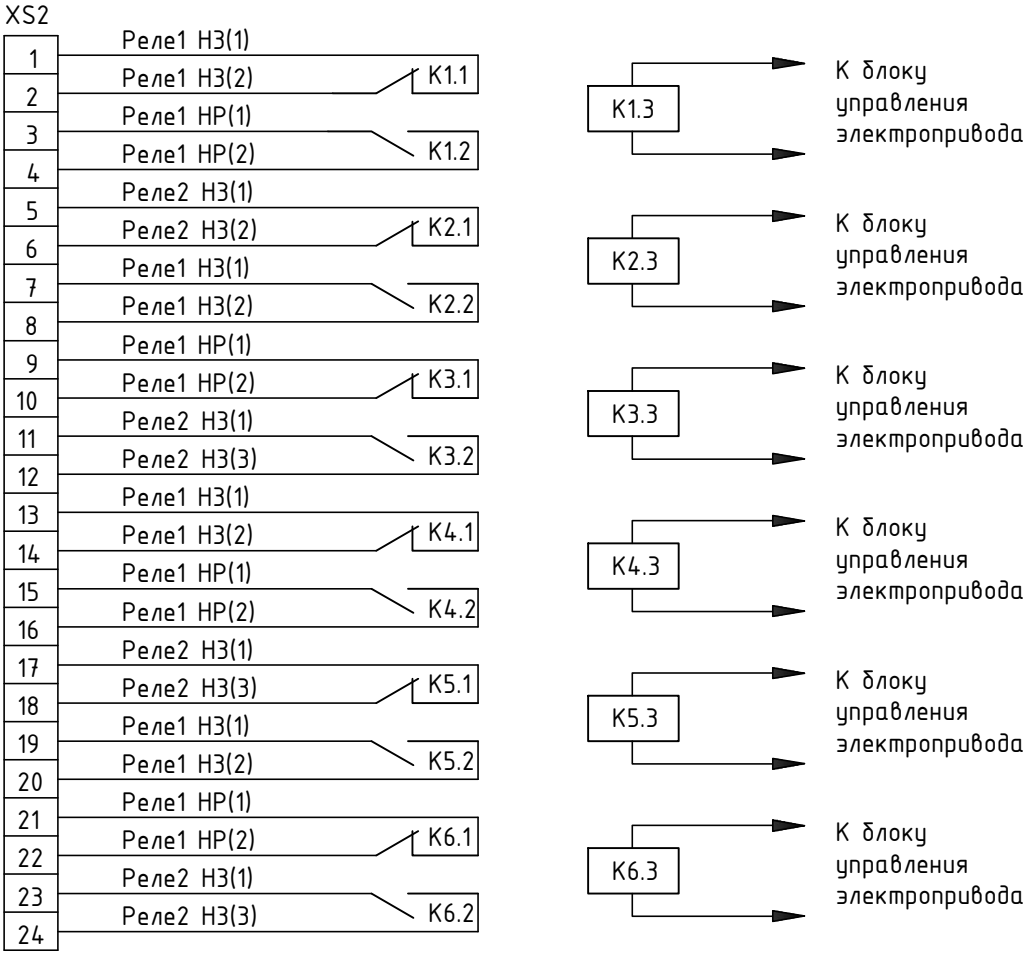 XS2
1 Реле1 НЗ(1)
2 Реле1 НЗ(2) K1.1
3 Реле1 НР(1)
4 Реле1 НР(2) K1.2
5 Реле2 НЗ(1)
6 Реле2 НЗ(2) K2.1
7 Реле1 НЗ(1)
8 Реле1 НЗ(2) K2.2
9 Реле1 НР(1)
10 Реле1 НР(2) K3.1
11 Реле2 НЗ(1)
12 Реле2 НЗ(3) K3.2
13 Реле1 НЗ(1)
14 Реле1 НЗ(2) K4.1
15 Реле1 НР(1)
16 Реле1 НР(2) K4.2
17 Реле2 НЗ(1)
18 Реле2 НЗ(3) K5.1
19 Реле1 НЗ(1)
20 Реле1 НЗ(2) K5.2
21 Реле1 НР(1)
22 Реле1 НР(2) K6.1
23 Реле2 НЗ(1)
24 Реле2 НЗ(3) K6.2
K1.3
К блоку
управления
электропривода
K2.3
К блоку
управления
электропривода
K3.3
К блоку
управления
электропривода
K4.3
К блоку
управления
электропривода
K5.3
К блоку
управления
электропривода
K6.3
К блоку
управления
электропривода